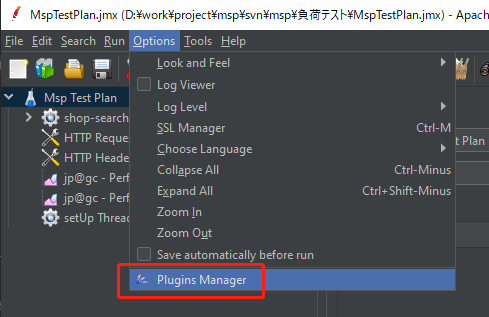 MspTestPlan.jmx (D:¥work¥project¥msp¥svn¥msp¥負荷テスト¥MspTestPlan.jmx) - Apac
File Edit Search Run Options Tools Help
Look and Feel
Log Viewer
Log Level
SSL Manager Ctrl-M
Choose Language
Collapse All Ctrl-Minus
Expand All Ctrl+Shift-Minus
Zoom In
Zoom Out
Save automatically before run
Plugins Manager
Msp Test Plan
shop-search
HTTP Reque
HTTP Heade
jp@gc - Perf
jp@gc - Perf
setUp Thread
Plan